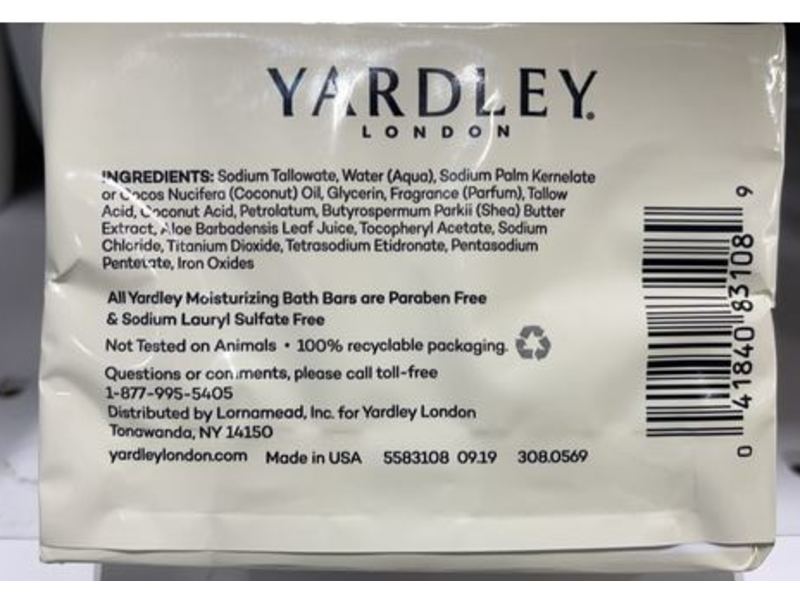 YARDLEY.
LONDON
INGREDIENTS: Sodium Tallowate, Water (Aqua), Sodium Palm Kernelate
or Cocos Nucifera (Coconut) Oil, Glycerin, Fragrance (Parfum), Tallow
Acid, Coconut Acid, Petrolatum, Butyrospermum Parkii (Shea) Butter
Extract, Aloe Barbadensis Leaf Juice, Tocopheryl Acetate, Sodium
Chloride, Titanium Dioxide, Tetrasodium Etidronate, Pentasodium
Pentetate, Iron Oxides
All Yardley Moisturizing Bath Bars are Paraben Free
& Sodium Lauryl Sulfate Free
Not Tested on Animals • 100% recyclable packaging.
Questions or comments, please call toll-free
1-877-995-5405
Distributed by Lornamead, Inc. for Yardley London
Tonawanda, NY 14150
yardleylondon.com Made in USA 5583108 09.19 308.0569
0 41840 83108 9